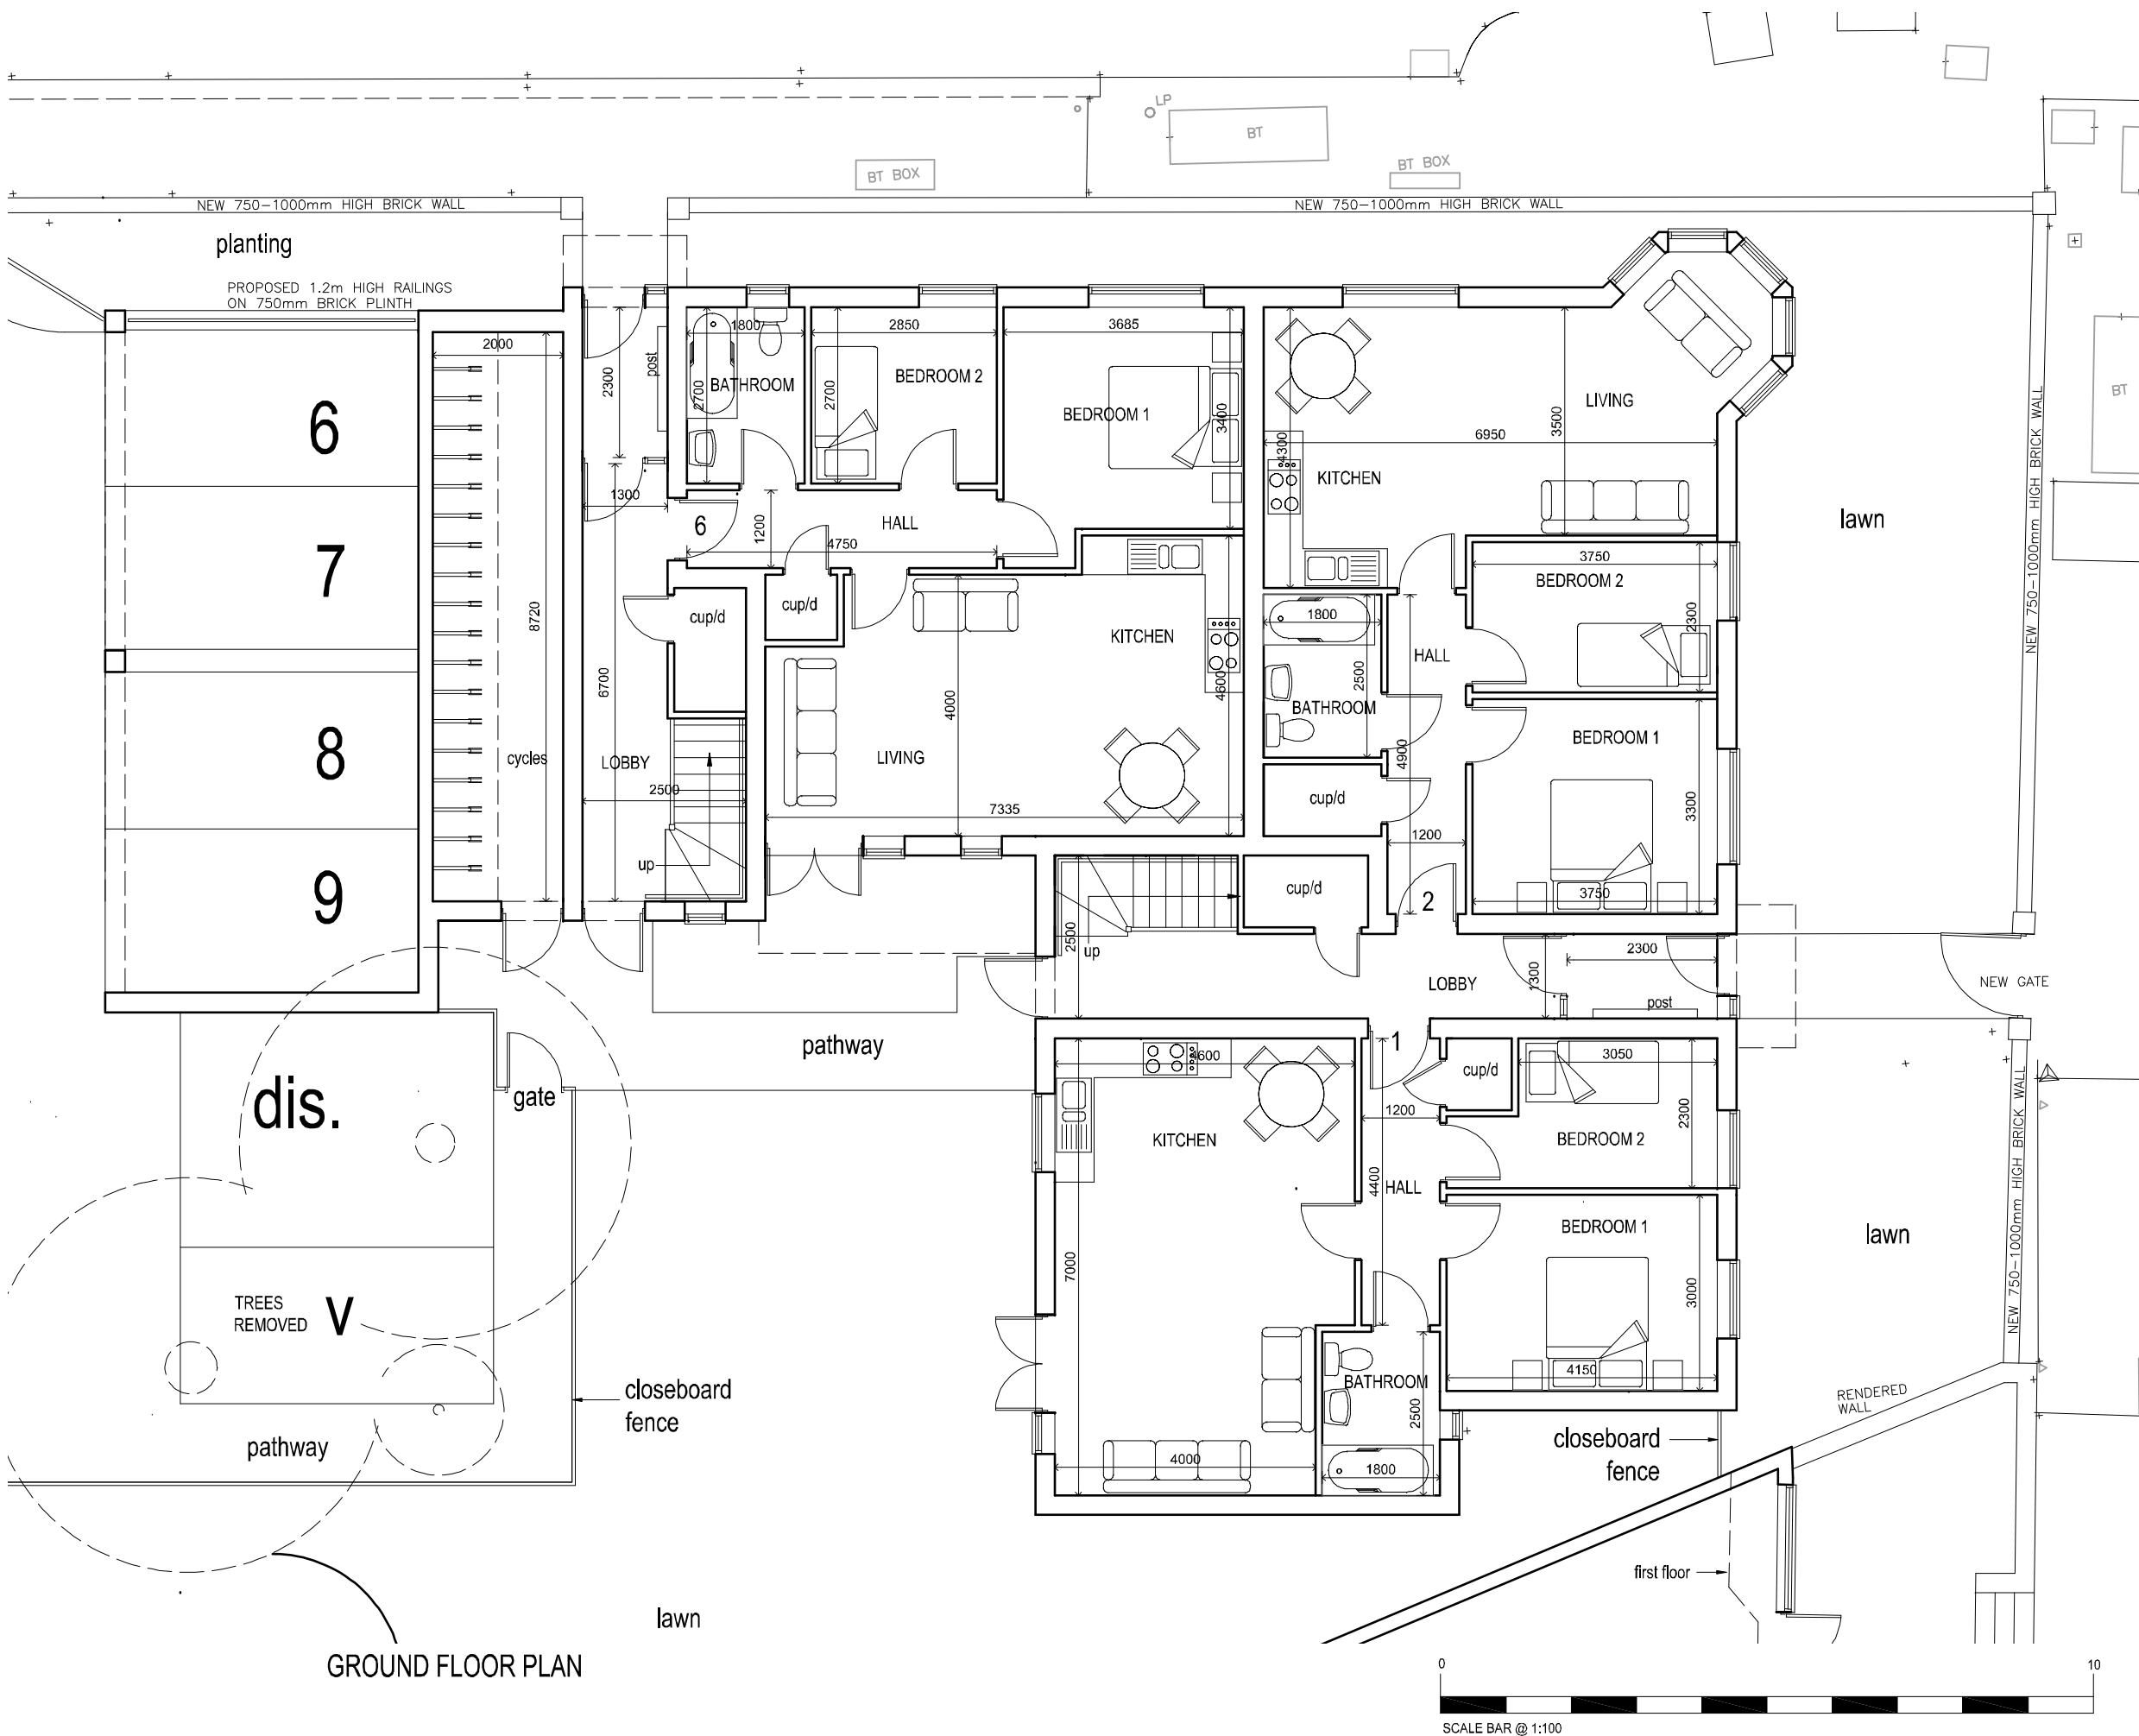 LP
BT
BT BOX
BT BOX
NEW 750-1000mm HIGH BRICK WALL
NEW 750-1000mm HIGH BRICK WALL
planting
PROPOSED 1.2m HIGH RAILINGS
ON 750mm BRICK PLINTH
2000
2300
post
1800
2700
BATHROOM
2850
2700
BEDROOM 2
3685
BEDROOM 1
3400
4300
3500
LIVING
6950
KITCHEN
NEW 750-1000mm HIGH BRICK WALL
BT
6
1300
6
1200
HALL
4750
lawn
7
8720
cup/d
cup/d
6700
KITCHEN
4600
4000
1800
2500
BATHROOM
HALL
3750
BEDROOM 2
2300
8
cycles
LOBBY
2500
LIVING
7335
4900
cup/d
BEDROOM 1
3300
1200
3750
up
9
cup/d
2
2500
up
2300
1300
LOBBY
post
NEW GATE
pathway
1
4600
cup/d
3050
dis.
gate
1200
2300
KITCHEN
BEDROOM 2
4400
HALL
NEW 750-1000mm HIGH BRICK WALL
BEDROOM 1
lawn
7000
3000
TREES
REMOVED
V
closeboard
fence
BATHROOM
4150
2500
RENDERED
WALL
pathway
4000
1800
closeboard
fence
first floor
lawn
GROUND FLOOR PLAN
0
10
SCALE BAR @ 1:100